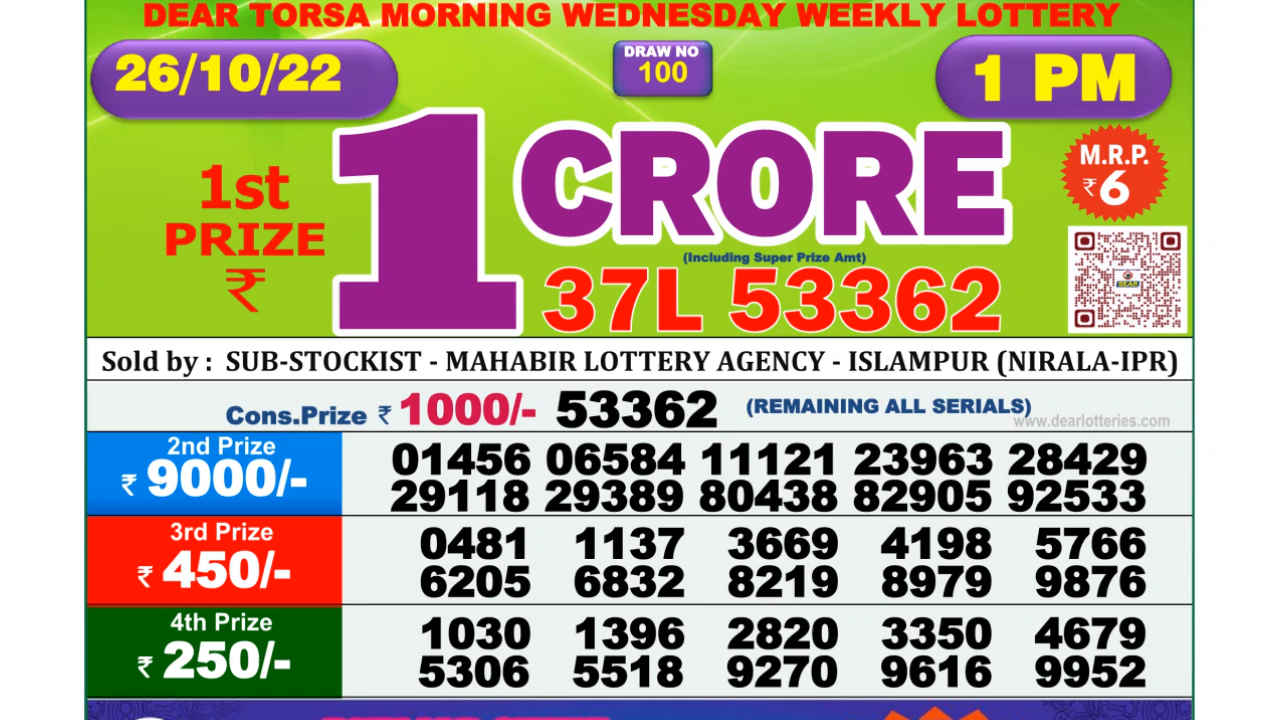 DEAR TORSA MORNING WEDNESDAY WEEKLY LOTTERY
26/10/22
DRAW NO
100
1 PM
1st
PRIZE
₹
1 CRORE
(Including Super Prize Amt)
37L 53362
M.R.P.
₹6
DEAR
Sold by : SUB-STOCKIST - MAHABIR LOTTERY AGENCY - ISLAMPUR (NIRALA-IPR)
Cons.Prize ₹ 1000/- 53362 (REMAINING ALL SERIALS)
www.dearlotteries.com
2nd Prize
₹ 9000/-
01456 06584 11121 23963 28429
29118 29389 80438 82905 92533
3rd Prize
₹ 450/-
0481 1137 3669 4198 5766
6205 6832 8219 8979 9876
4th Prize
₹ 250/-
1030 1396 2820 3350 4679
5306 5518 9270 9616 9952